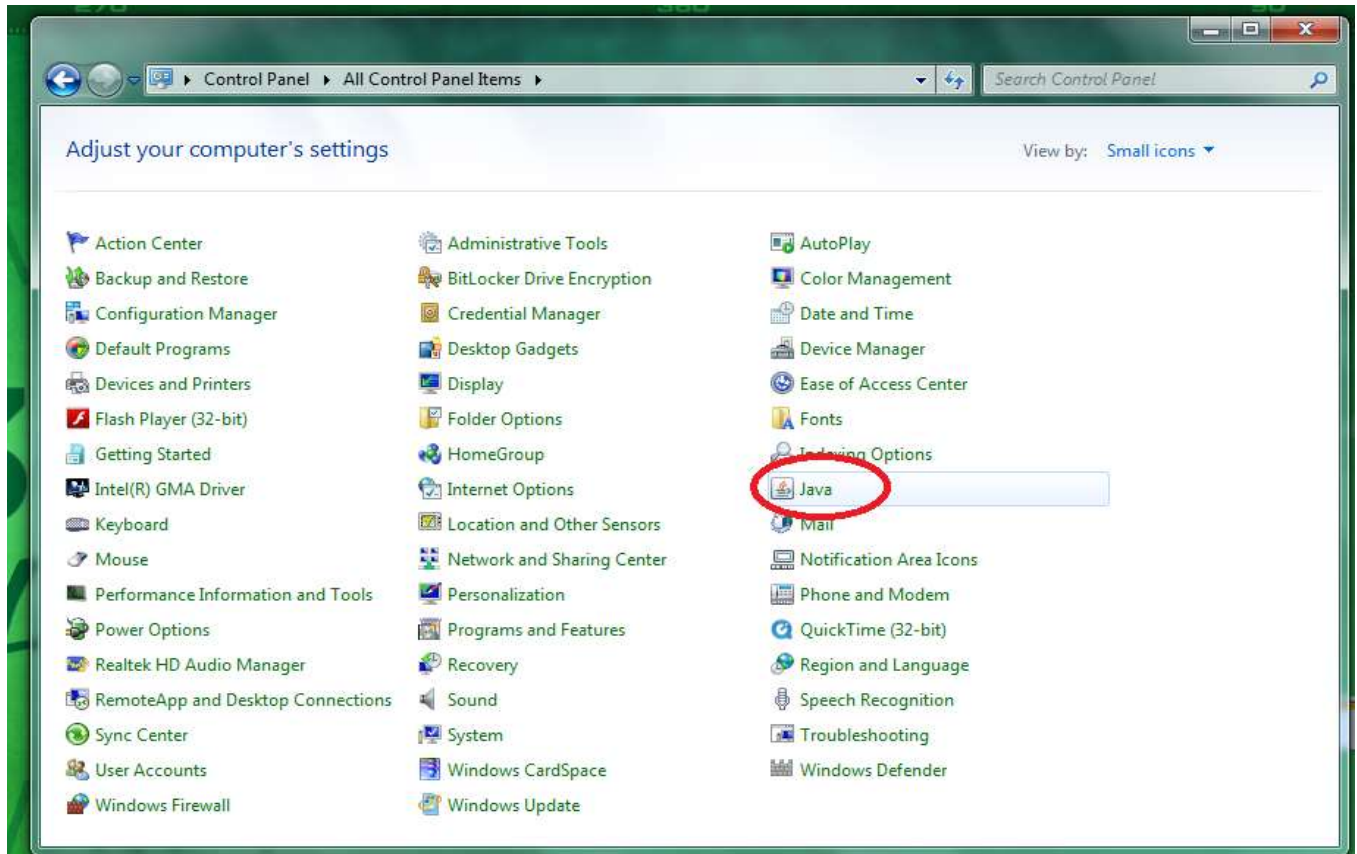 Control Panel All Control Panel Items Search Control Panel
Adjust your computer's settings View by: Small icons
Action Center Administrative Tools AutoPlay
Backup and Restore BitLocker Drive Encryption Color Management
Configuration Manager Credential Manager Date and Time
Default Programs Desktop Gadgets Device Manager
Devices and Printers Display Ease of Access Center
Flash Player (32-bit) Folder Options Fonts
Getting Started HomeGroup Indexing Options
Intel(R) GMA Driver Internet Options Java
Keyboard Location and Other Sensors Mail
Mouse Network and Sharing Center Notification Area Icons
Performance Information and Tools Personalization Phone and Modem
Power Options Programs and Features QuickTime (32-bit)
Realtek HD Audio Manager Recovery Region and Language
RemoteApp and Desktop Connections Sound Speech Recognition
Sync Center System Troubleshooting
User Accounts Windows CardSpace Windows Defender
Windows Firewall Windows Update